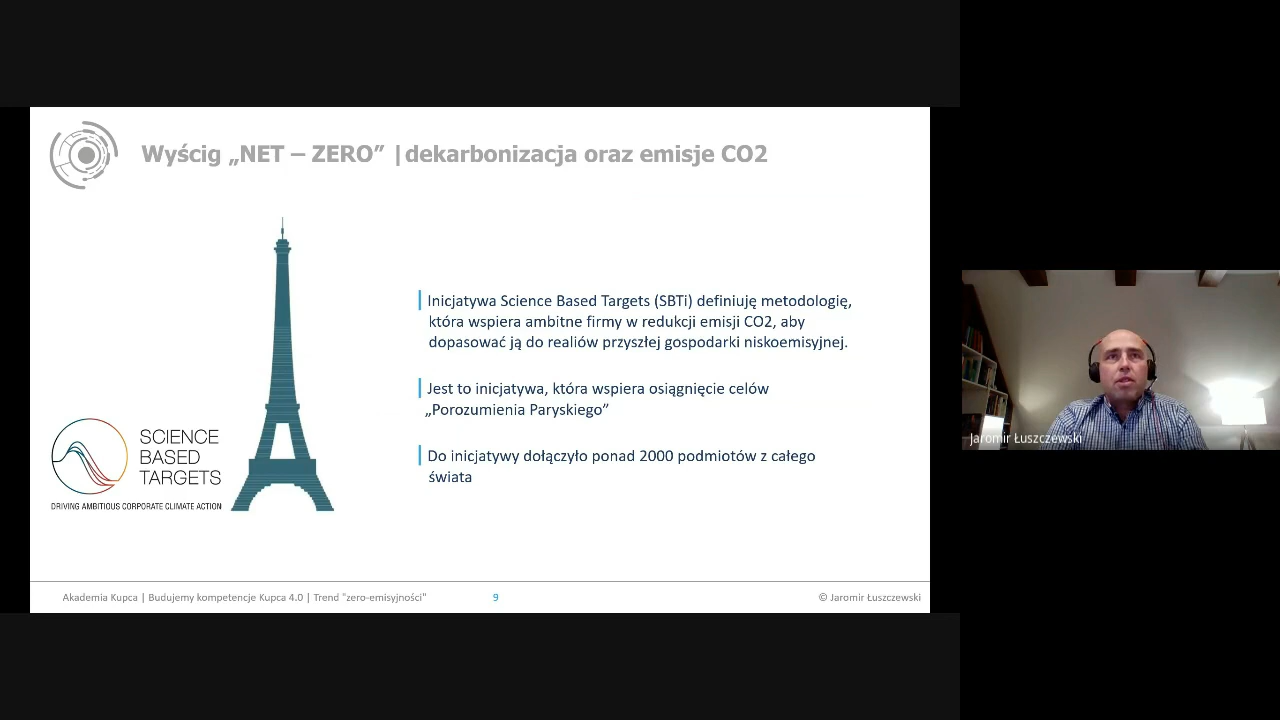 Wyścig „NET – ZERO” | dekarbonizacja oraz emisje CO2
Inicjatywa Science Based Targets (SBTi) definiuję metodologię,
która wspiera ambitne firmy w redukcji emisji CO2, aby
dopasować ją do realiów przyszłej gospodarki niskoemisyjnej.
Jest to inicjatywa, która wspiera osiągnięcie celów
„Porozumienia Paryskiego”
Do inicjatywy dołączyło ponad 2000 podmiotów z całego
świata
SCIENCE
BASED
TARGETS
DRIVING AMBITIOUS CORPORATE CLIMATE ACTION
Akademia Kupca | Budujemy kompetencje Kupca 4.0 | Trend "zero-emisyjności"
9
© Jaromir Łuszczewski
Jaromir Łuszczewski